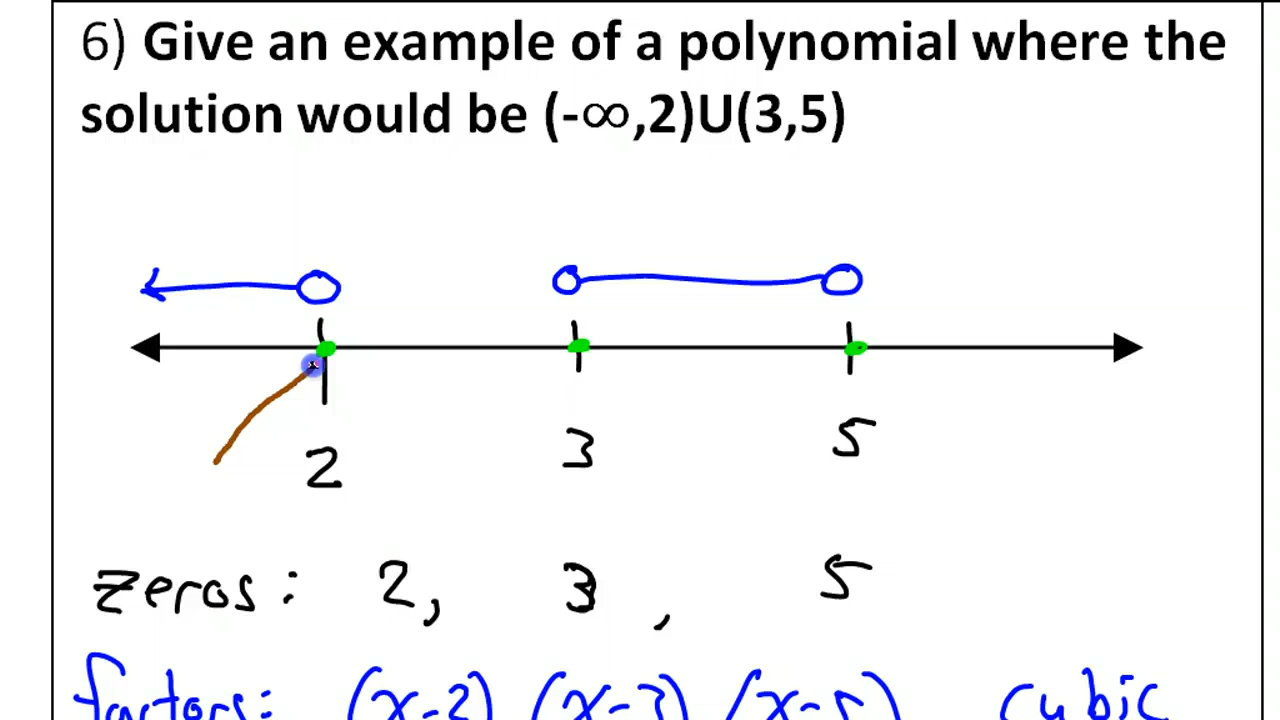 6) Give an example of a polynomial where the
solution would be (-∞,2)U(3,5)
2 3 5
zeros: 2, 3, 5
factors: (x-2) (x-3) (x-5) cubic